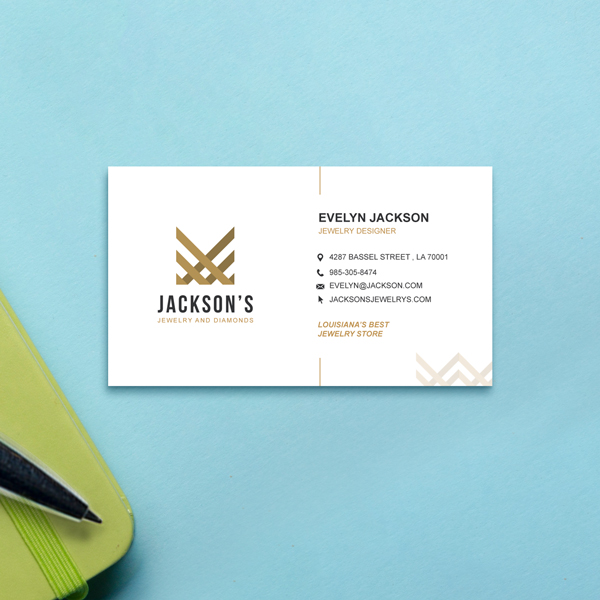 JACKSON'S
JEWELRY AND DIAMONDS
EVELYN JACKSON
JEWELRY DESIGNER
4287 BASSEL STREET , LA 70001
985-305-8474
EVELYN@JACKSON.COM
JACKSONSJEWELRYS.COM
LOUISIANA'S BEST
JEWELRY STORE